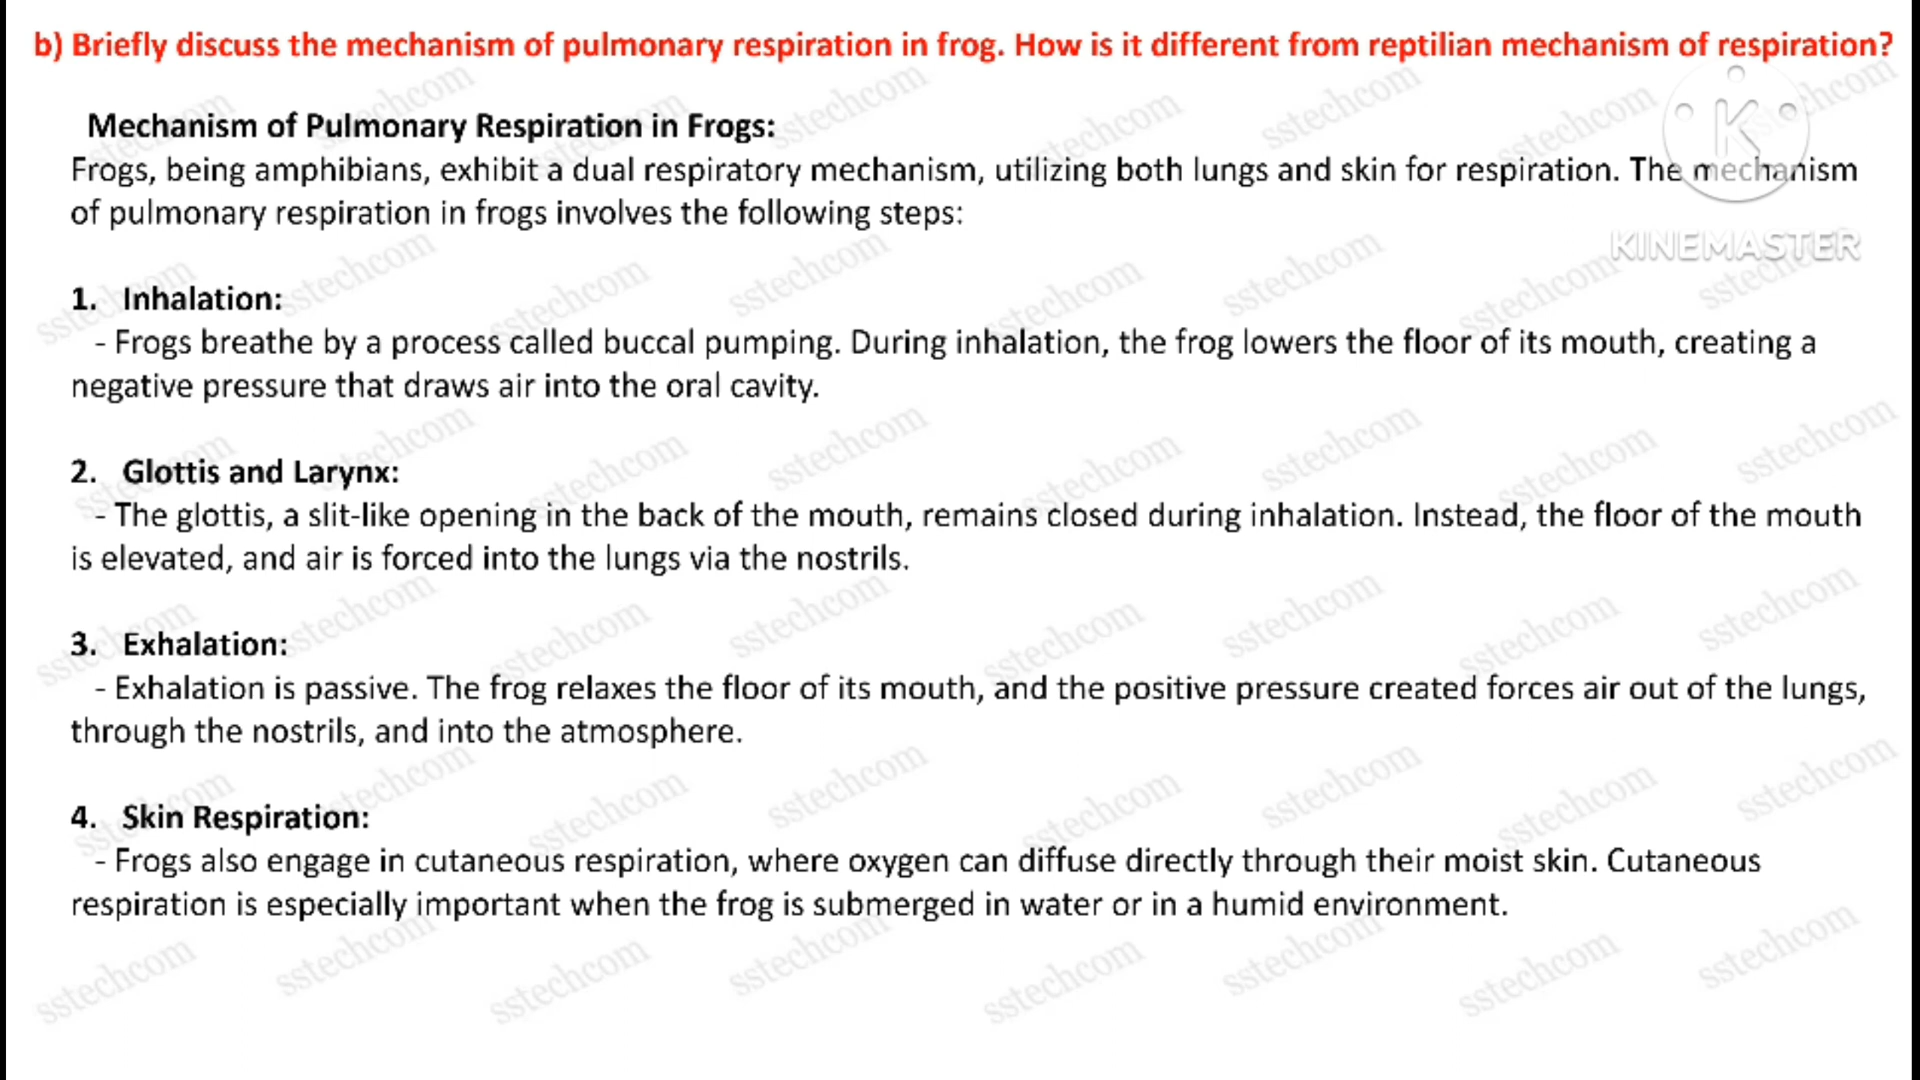 b) Briefly discuss the mechanism of pulmonary respiration in frog. How is it different from reptilian mechanism of respiration?
Mechanism of Pulmonary Respiration in Frogs:
Frogs, being amphibians, exhibit a dual respiratory mechanism, utilizing both lungs and skin for respiration. The mechanism
of pulmonary respiration in frogs involves the following steps:
KINEMASTER
1. Inhalation:
- Frogs breathe by a process called buccal pumping. During inhalation, the frog lowers the floor of its mouth, creating a
negative pressure that draws air into the oral cavity.
2. Glottis and Larynx:
- The glottis, a slit-like opening in the back of the mouth, remains closed during inhalation. Instead, the floor of the mouth
is elevated, and air is forced into the lungs via the nostrils.
3. Exhalation:
- Exhalation is passive. The frog relaxes the floor of its mouth, and the positive pressure created forces air out of the lungs,
through the nostrils, and into the atmosphere.
4. Skin Respiration:
- Frogs also engage in cutaneous respiration, where oxygen can diffuse directly through their moist skin. Cutaneous
respiration is especially important when the frog is submerged in water or in a humid environment.
sstechcom